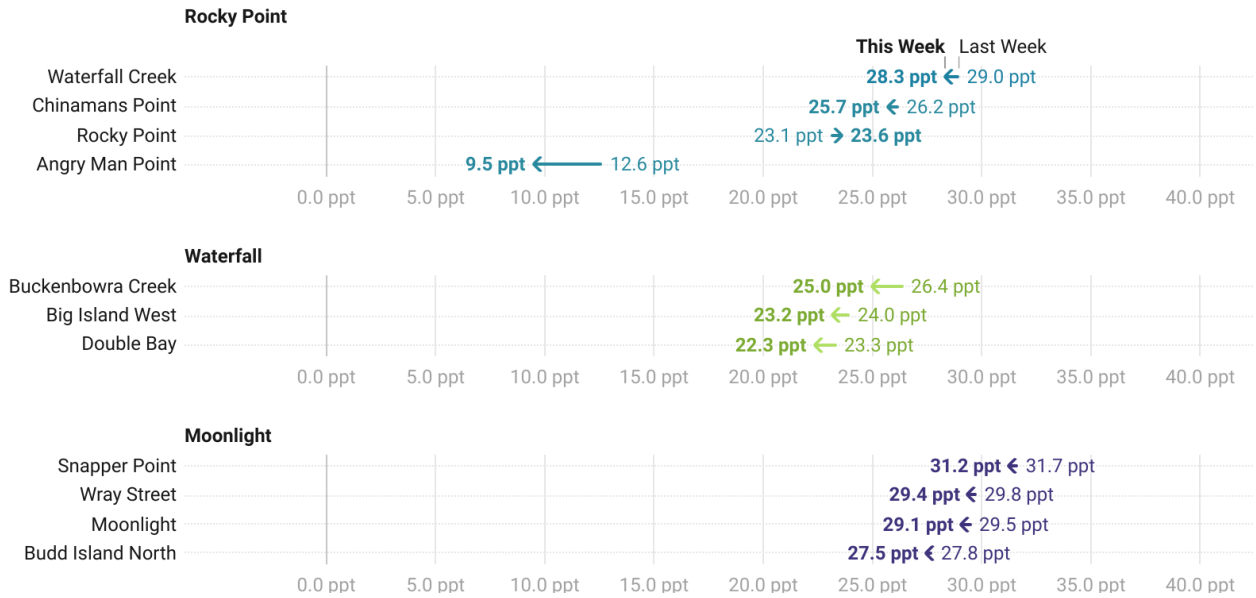 Rocky Point
This Week Last Week
Waterfall Creek 28.3 ppt 29.0 ppt
Chinamans Point 25.7 ppt 26.2 ppt
Rocky Point 23.1 ppt 23.6 ppt
Angry Man Point 9.5 ppt 12.6 ppt
0.0 ppt 5.0 ppt 10.0 ppt 15.0 ppt 20.0 ppt 25.0 ppt 30.0 ppt 35.0 ppt 40.0 ppt
Waterfall
Buckenbowra Creek 25.0 ppt 26.4 ppt
Big Island West 23.2 ppt 24.0 ppt
Double Bay 22.3 ppt 23.3 ppt
0.0 ppt 5.0 ppt 10.0 ppt 15.0 ppt 20.0 ppt 25.0 ppt 30.0 ppt 35.0 ppt 40.0 ppt
Moonlight
Snapper Point 31.2 ppt 31.7 ppt
Wray Street 29.4 ppt 29.8 ppt
Moonlight 29.1 ppt 29.5 ppt
Budd Island North 27.5 ppt 27.8 ppt
0.0 ppt 5.0 ppt 10.0 ppt 15.0 ppt 20.0 ppt 25.0 ppt 30.0 ppt 35.0 ppt 40.0 ppt